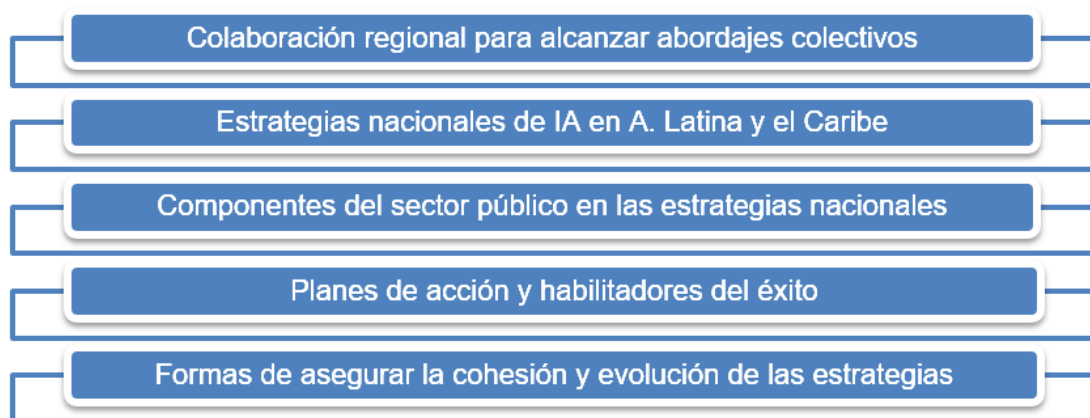 Colaboración regional para alcanzar abordajes colectivos
Estrategias nacionales de IA en A. Latina y el Caribe
Componentes del sector público en las estrategias nacionales
Planes de acción y habilitadores del éxito
Formas de asegurar la cohesión y evolución de las estrategias